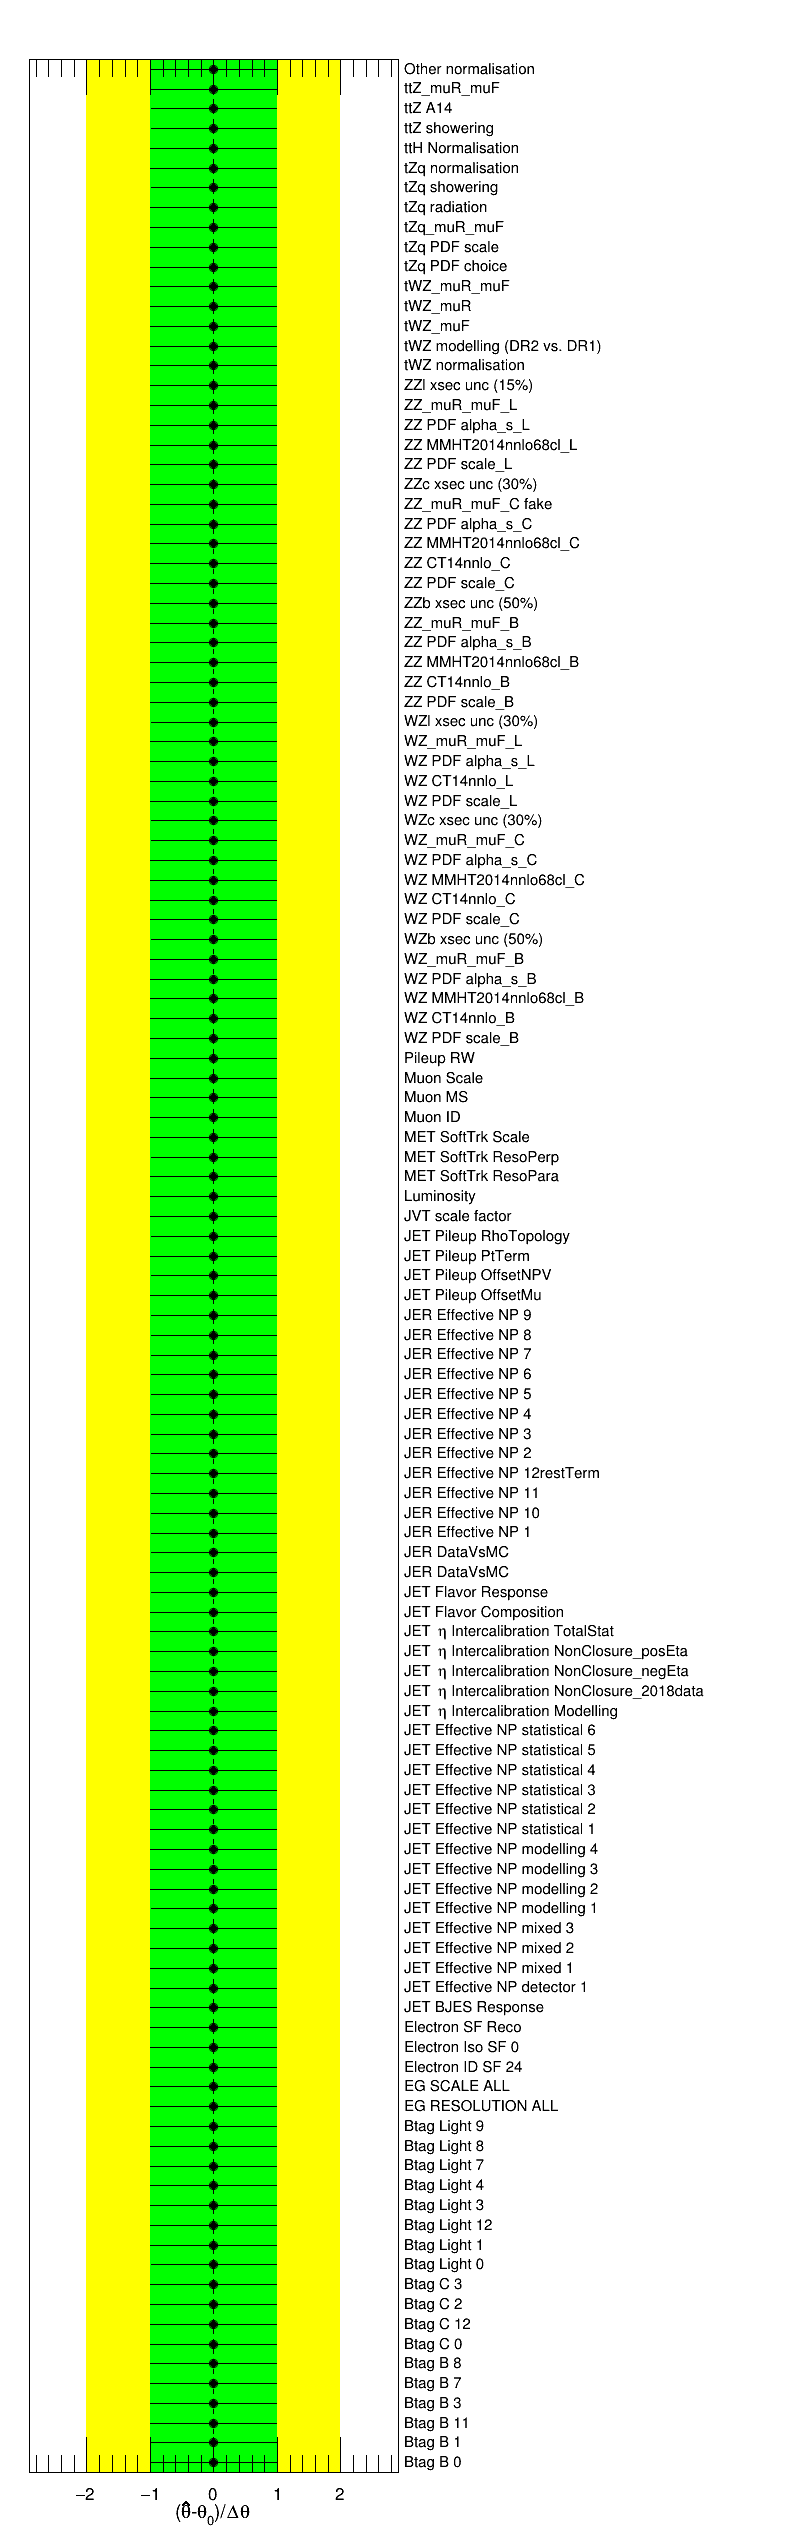 Other normalisation
ttZ_muR_muF
ttZ A14
ttZ showering
ttH Normalisation
tZq normalisation
tZq showering
tZq radiation
tZq_muR_muF
tZq PDF scale
tZq PDF choice
tWZ_muR_muF
tWZ_muR
tWZ_muF
tWZ modelling (DR2 vs. DR1)
tWZ normalisation
ZZl xsec unc (15%)
ZZ_muR_muF_L
ZZ PDF alpha_s_L
ZZ MMHT2014nnlo68cl_L
ZZ PDF scale_L
ZZc xsec unc (30%)
ZZ_muR_muF_C fake
ZZ PDF alpha_s_C
ZZ MMHT2014nnlo68cl_C
ZZ CT14nnlo_C
ZZ PDF scale_C
ZZb xsec unc (50%)
ZZ_muR_muF_B
ZZ PDF alpha_s_B
ZZ MMHT2014nnlo68cl_B
ZZ CT14nnlo_B
ZZ PDF scale_B
WZl xsec unc (30%)
WZ_muR_muF_L
WZ PDF alpha_s_L
WZ CT14nnlo_L
WZ PDF scale_L
WZc xsec unc (30%)
WZ_muR_muF_C
WZ PDF alpha_s_C
WZ MMHT2014nnlo68cl_C
WZ CT14nnlo_C
WZ PDF scale_C
WZb xsec unc (50%)
WZ_muR_muF_B
WZ PDF alpha_s_B
WZ MMHT2014nnlo68cl_B
WZ CT14nnlo_B
WZ PDF scale_B
Pileup RW
Muon Scale
Muon MS
Muon ID
MET SoftTrk Scale
MET SoftTrk ResoPerp
MET SoftTrk ResoPara
Luminosity
JVT scale factor
JET Pileup RhoTopology
JET Pileup PtTerm
JET Pileup OffsetNPV
JET Pileup OffsetMu
JER Effective NP 9
JER Effective NP 8
JER Effective NP 7
JER Effective NP 6
JER Effective NP 5
JER Effective NP 4
JER Effective NP 3
JER Effective NP 2
JER Effective NP 12restTerm
JER Effective NP 11
JER Effective NP 10
JER Effective NP 1
JER DataVsMC
JER DataVsMC
JET Flavor Response
JET Flavor Composition
JET η Intercalibration TotalStat
JET η Intercalibration NonClosure_posEta
JET η Intercalibration NonClosure_negEta
JET η Intercalibration NonClosure_2018data
JET η Intercalibration Modelling
JET Effective NP statistical 6
JET Effective NP statistical 5
JET Effective NP statistical 4
JET Effective NP statistical 3
JET Effective NP statistical 2
JET Effective NP statistical 1
JET Effective NP modelling 4
JET Effective NP modelling 3
JET Effective NP modelling 2
JET Effective NP modelling 1
JET Effective NP mixed 3
JET Effective NP mixed 2
JET Effective NP mixed 1
JET Effective NP detector 1
JET BJES Response
Electron SF Reco
Electron Iso SF 0
Electron ID SF 24
EG SCALE ALL
EG RESOLUTION ALL
Btag Light 9
Btag Light 8
Btag Light 7
Btag Light 4
Btag Light 3
Btag Light 12
Btag Light 1
Btag Light 0
Btag C 3
Btag C 2
Btag C 12
Btag C 0
Btag B 8
Btag B 7
Btag B 3
Btag B 11
Btag B 1
Btag B 0
−2 −1 0 1 2
(θ̂-θ₀)/Δθ